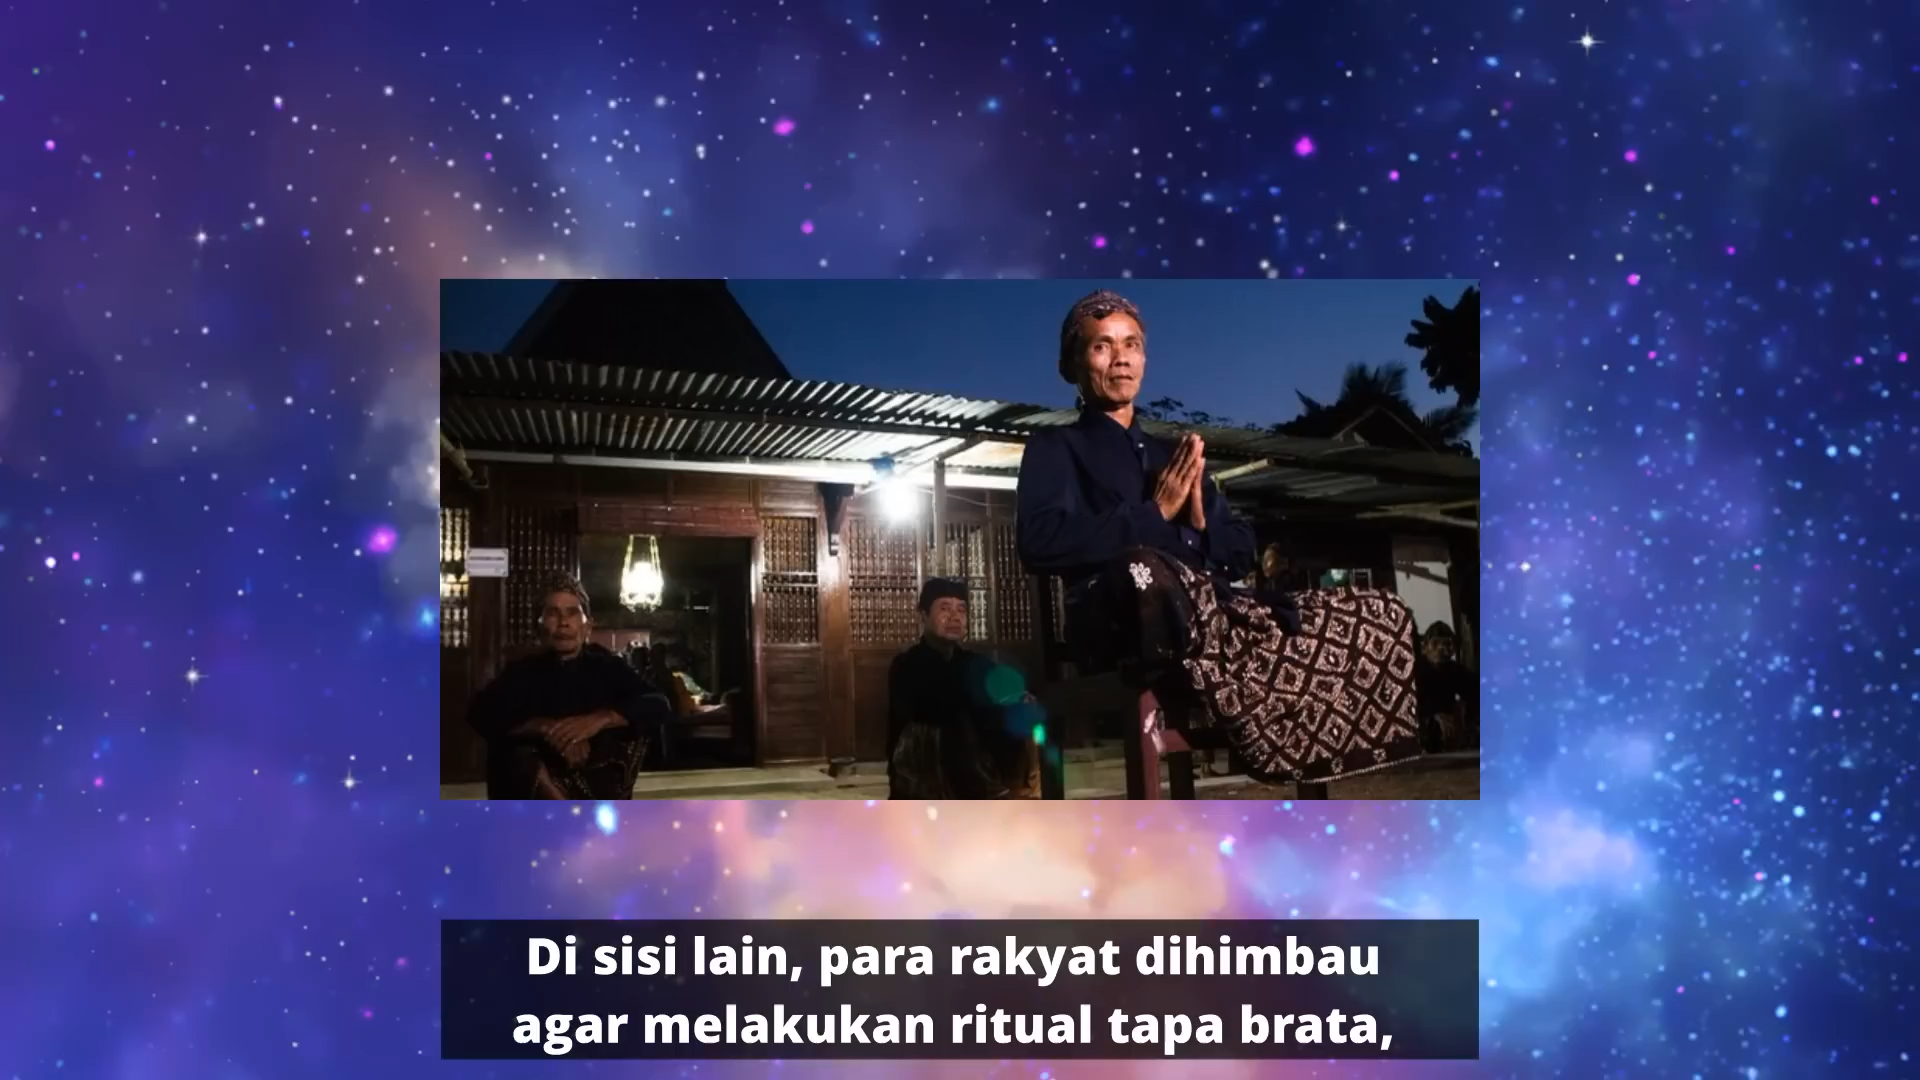 Di sisi lain, para rakyat dihimbau
agar melakukan ritual tapa brata,